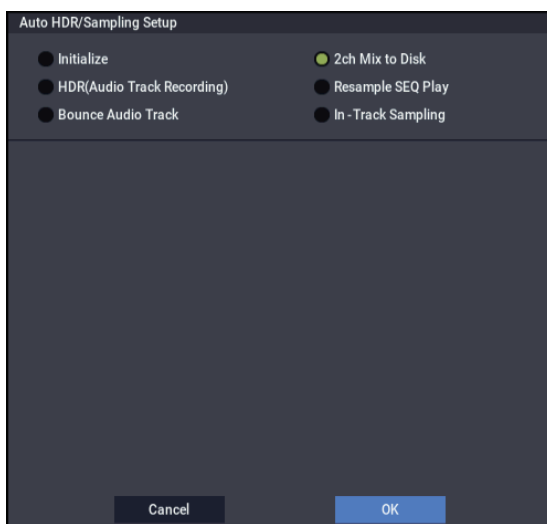 Auto HDR/Sampling Setup
Initialize
2ch Mix to Disk
HDR(Audio Track Recording)
Resample SEQ Play
Bounce Audio Track
In-Track Sampling
Cancel
OK